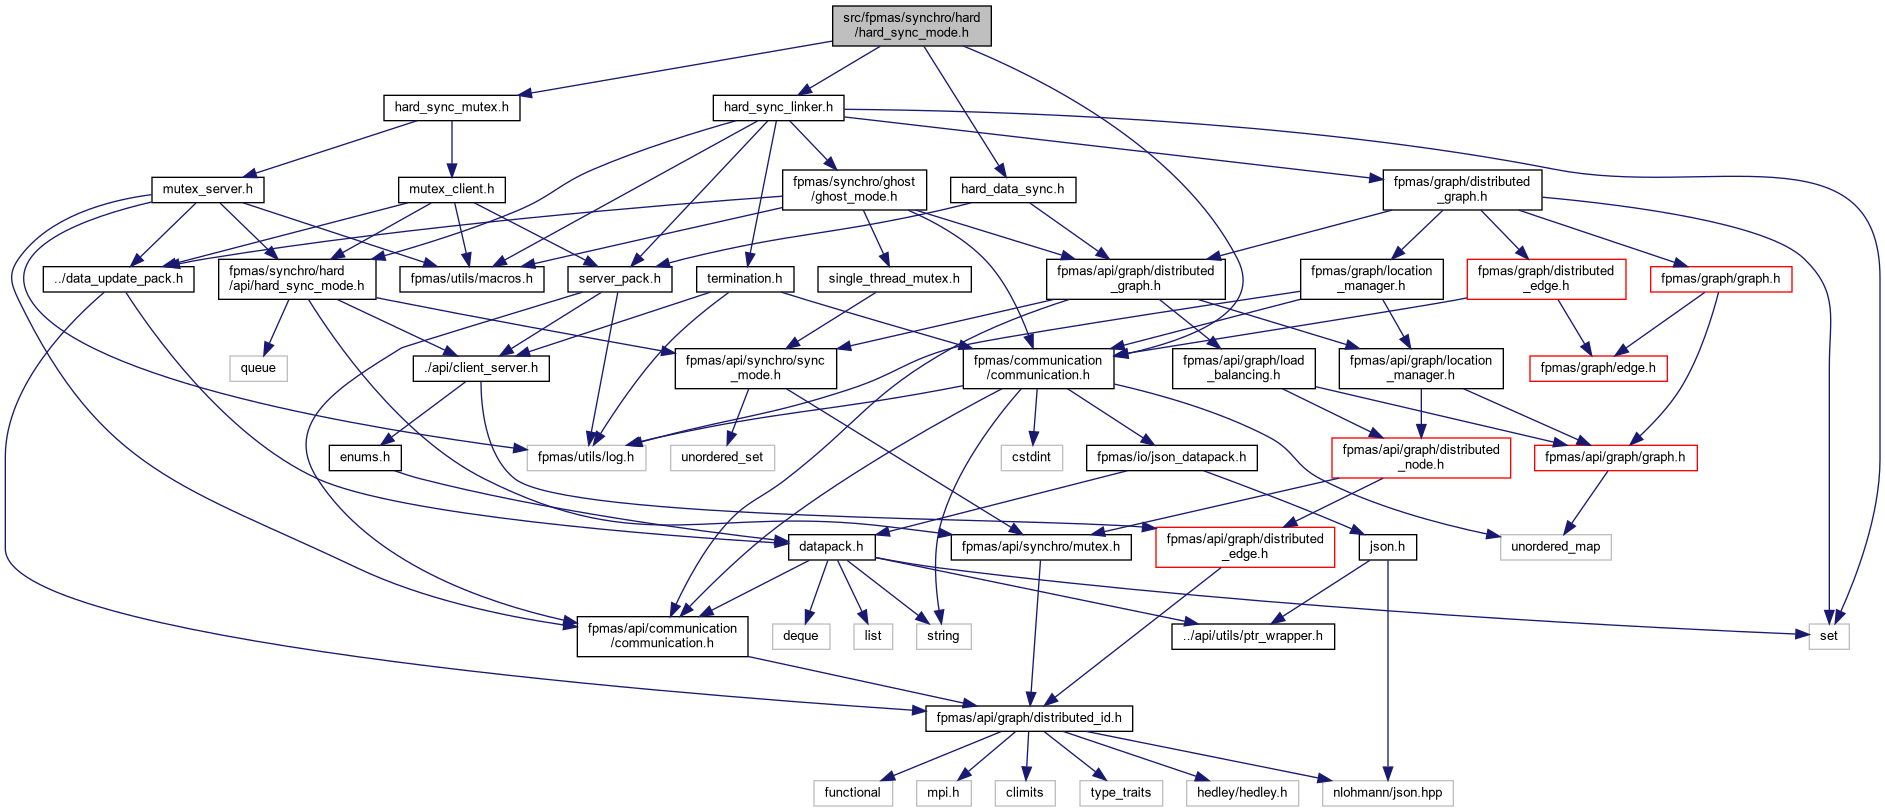 src/fpmas/synchro/hard
/hard_sync_mode.h
hard_sync_mutex.h
hard_sync_linker.h
mutex_server.h
mutex_client.h
fpmas/synchro/ghost
/ghost_mode.h
hard_data_sync.h
fpmas/graph/distributed
_graph.h
../data_update_pack.h
fpmas/synchro/hard
/api/hard_sync_mode.h
fpmas/utils/macros.h
server_pack.h
termination.h
single_thread_mutex.h
fpmas/api/graph/distributed
_graph.h
fpmas/graph/location
_manager.h
fpmas/graph/distributed
_edge.h
fpmas/graph/graph.h
queue
./api/client_server.h
fpmas/api/synchro/sync
_mode.h
fpmas/communication
/communication.h
fpmas/api/graph/load
_balancing.h
fpmas/api/graph/location
_manager.h
fpmas/graph/edge.h
enums.h
fpmas/utils/log.h
unordered_set
cstdint
fpmas/io/json_datapack.h
fpmas/api/graph/distributed
_node.h
fpmas/api/graph/graph.h
datapack.h
fpmas/api/synchro/mutex.h
fpmas/api/graph/distributed
_edge.h
json.h
unordered_map
fpmas/api/communication
/communication.h
deque
list
string
../api/utils/ptr_wrapper.h
set
fpmas/api/graph/distributed_id.h
functional
mpi.h
climits
type_traits
hedley/hedley.h
nlohmann/json.hpp